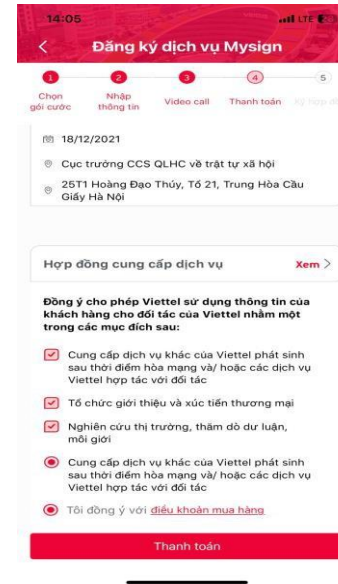 14:05
LTE
Đăng ký dịch vụ Mysign
1 2 3 4 5
Chọn gói cước
Nhập thông tin
Video call
Thanh toán
18/12/2021
Cục trưởng CCS QLHC về trật tự xã hội
25T1 Hoàng Đạo Thúy, Tổ 21, Trung Hòa Cầu
Giấy Hà Nội
Hợp đồng cung cấp dịch vụ Xem
Đồng ý cho phép Viettel sử dụng thông tin của
khách hàng cho đối tác của Viettel nhằm một
trong các mục đích sau:
Cung cấp dịch vụ khác của Viettel phát sinh
sau thời điểm hòa mạng và/ hoặc các dịch vụ
Viettel hợp tác với đối tác
Tổ chức giới thiệu và xúc tiến thương mại
Nghiên cứu thị trường, thăm dò dư luận,
môi giới
Cung cấp dịch vụ khác của Viettel phát sinh
sau thời điểm hòa mạng và/ hoặc các dịch vụ
Viettel hợp tác với đối tác
Tôi đồng ý với điều khoản mua hàng
Thanh toán